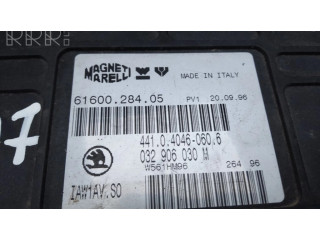 RRR
MAGNETI
MARELLI
MADE IN ITALY
61600.284.05
PV1 20.09.96
441.0.4046-060.6
032 906 030 M
W561HM96
264 96
IAW1AV.S0
7